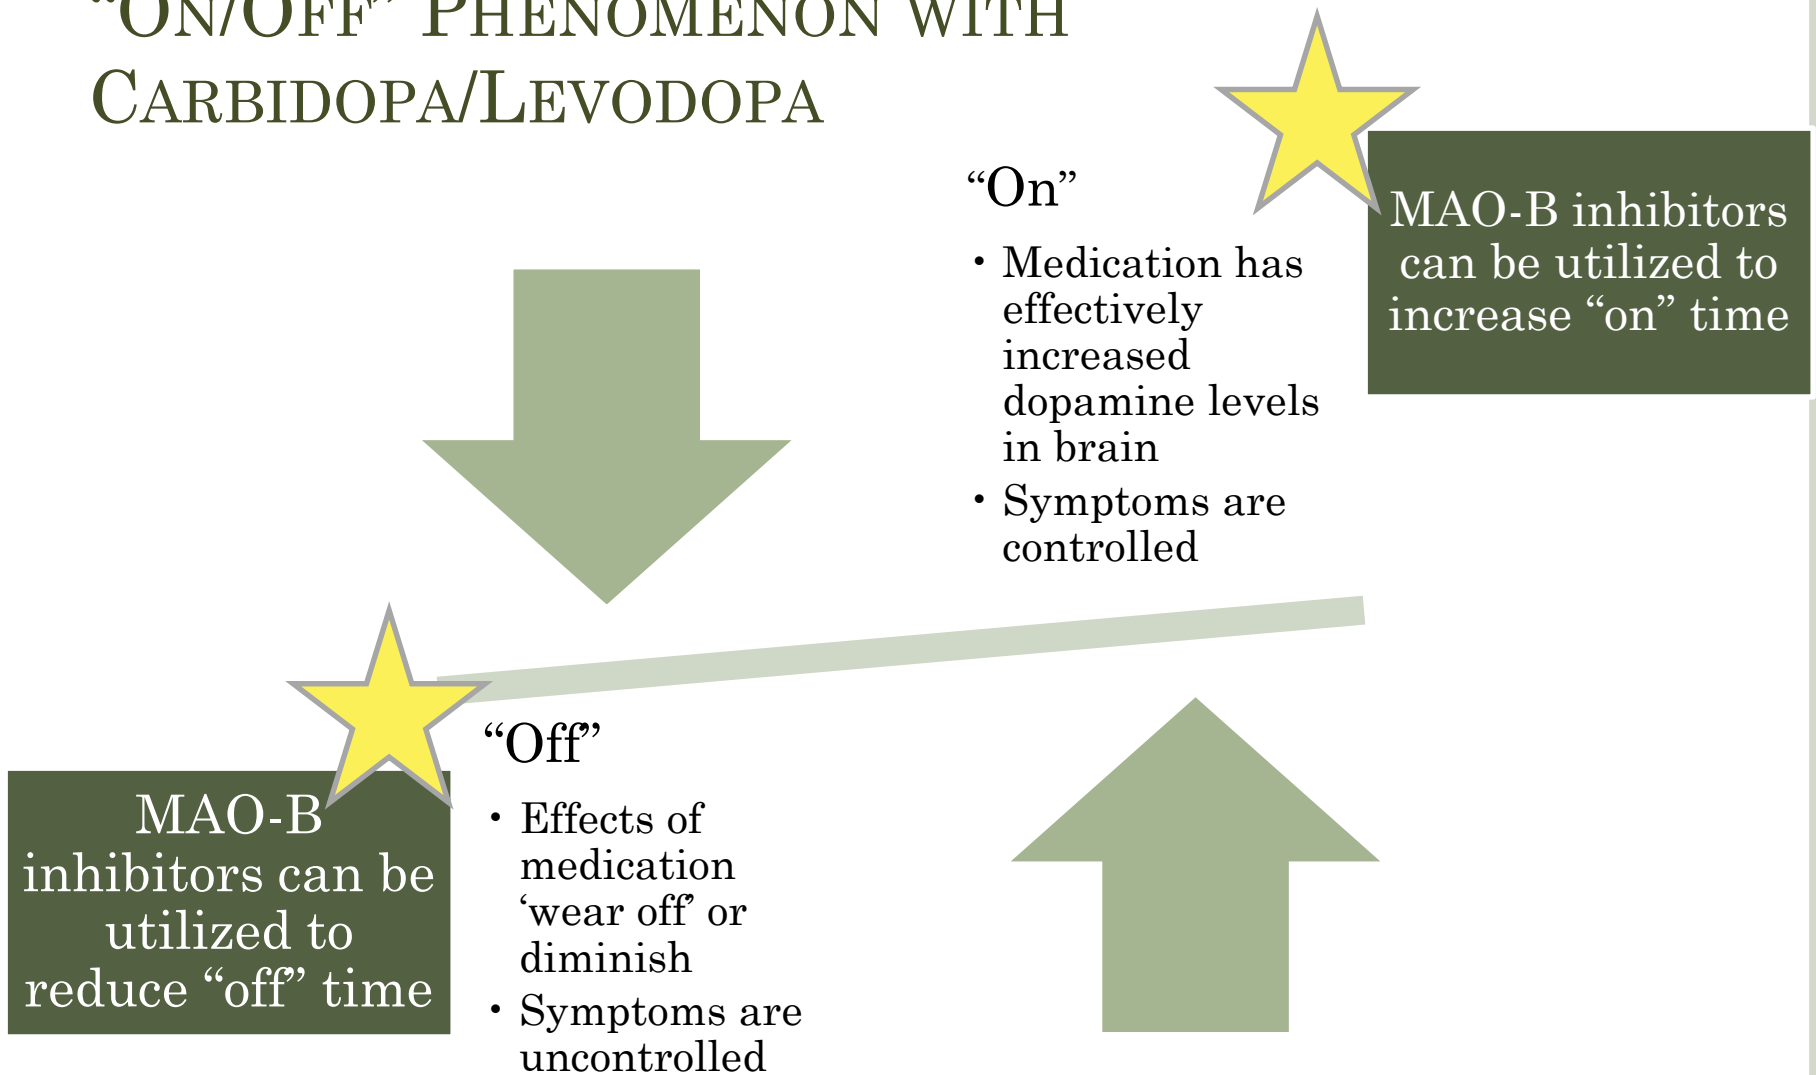 “ON/OFF” PHENOMENON WITH
CARBIDOPA/LEVODOPA
“On”
• Medication has
effectively
increased
dopamine levels
in brain
• Symptoms are
controlled
MAO-B inhibitors
can be utilized to
increase “on” time
MAO-B
inhibitors can be
utilized to
reduce “off” time
“Off”
• Effects of
medication
‘wear off’ or
diminish
• Symptoms are
uncontrolled